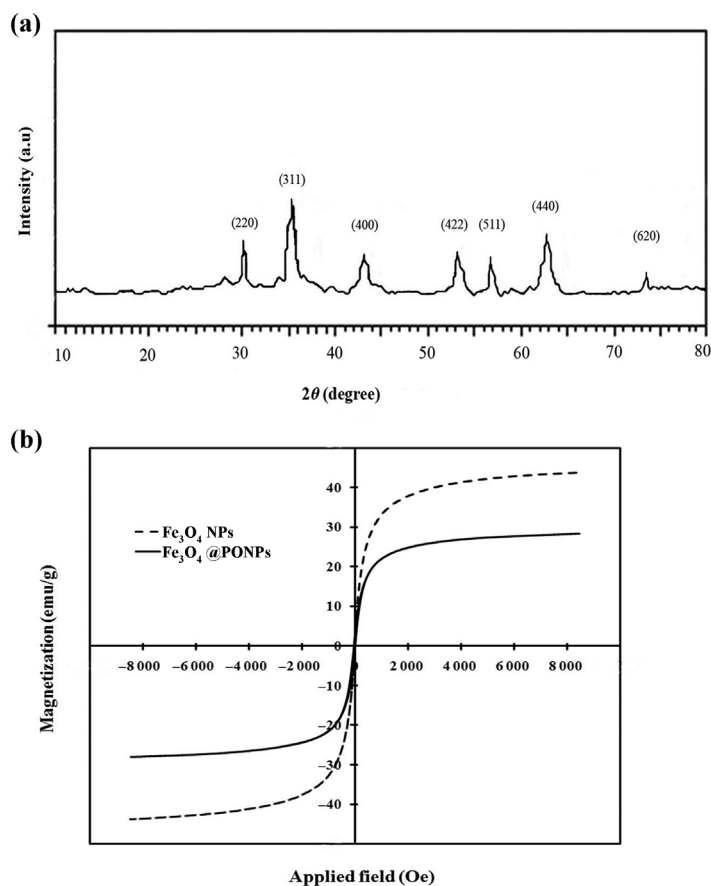 (a)
Intensity (a.u)
(220)
(311)
(400)
(422)
(511)
(440)
(620)
10 30 40 50 60 70 80
2θ (degree)
(b)
Magnetization (emu/g)
40
30
20
10
0
−10
−20
−30
−40
Fe₃O₄ NPs
Fe₃O₄ @PONPs
−8 000 −6 000 −4 000 −2 000 0 2 000 4 000 6 000 8 000
Applied field (Oe)